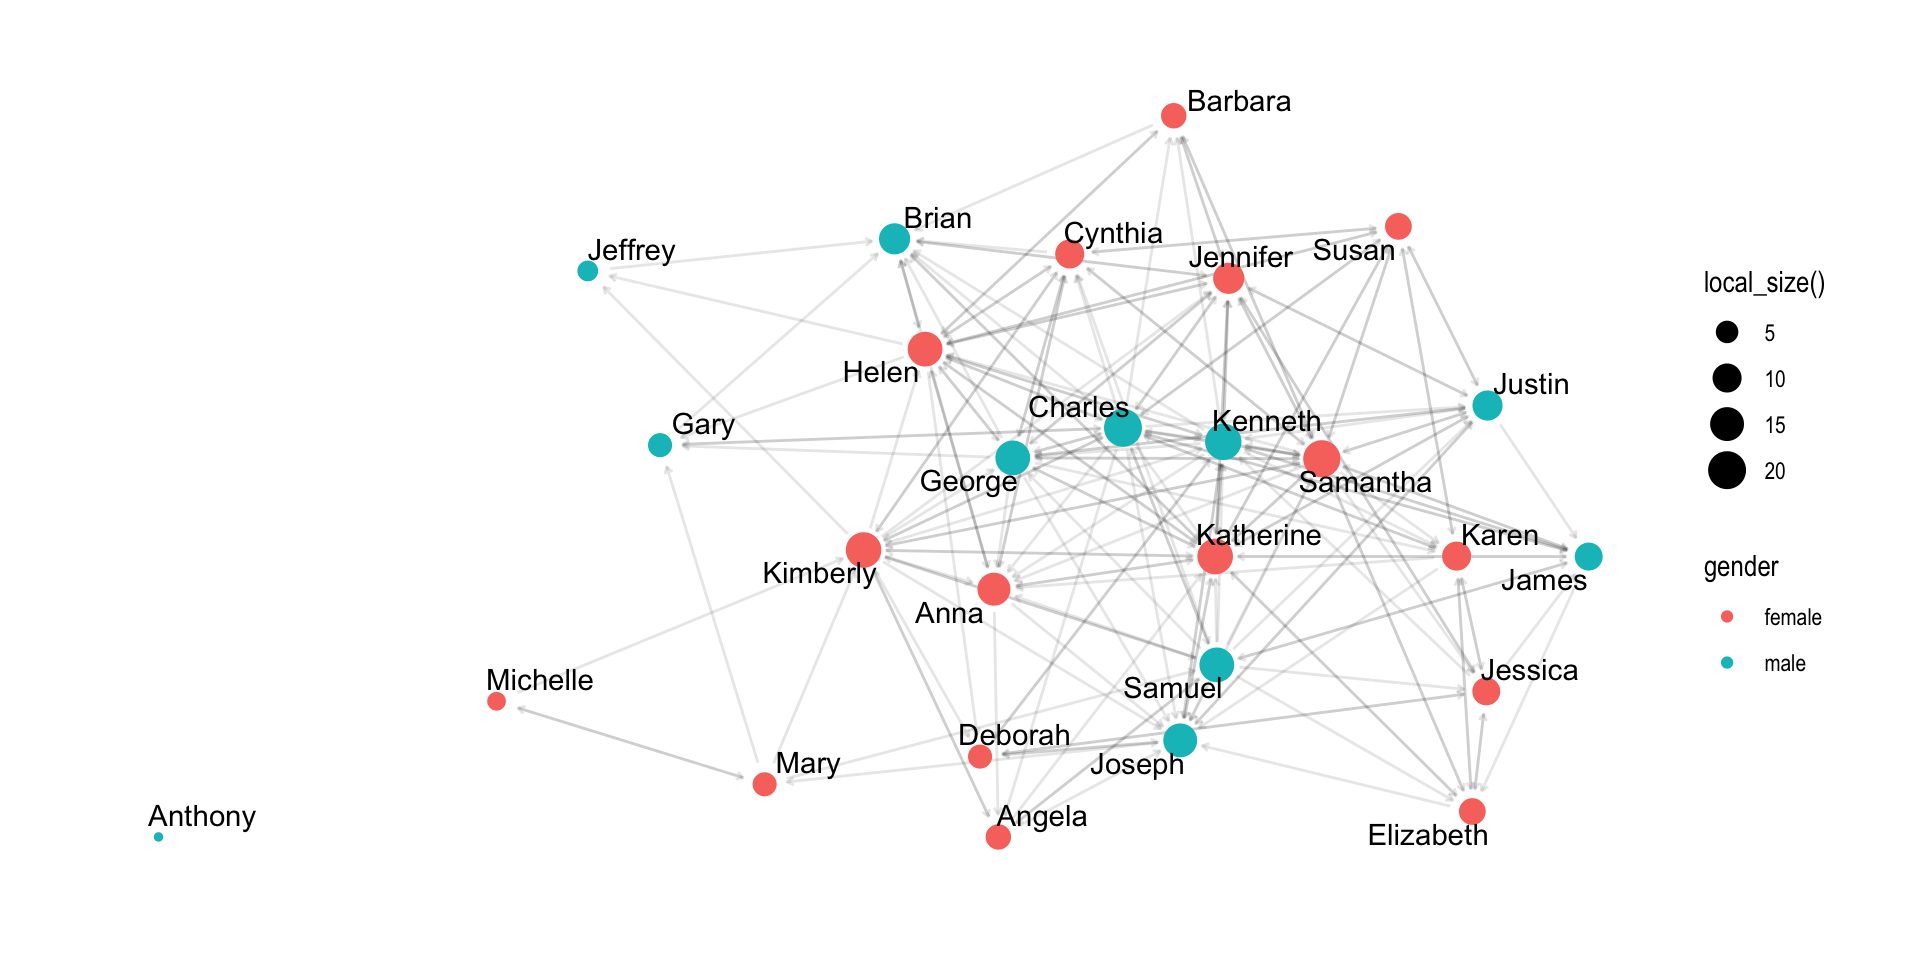 Barbara
Brian
Cynthia
Jeffrey
Jennifer
Susan
Helen
Justin
Charles
Kenneth
Gary
George
Samantha
Katherine
Karen
Kimberly
James
Anna
Michelle
Samuel
Jessica
Deborah
Mary
Joseph
Anthony
Angela
Elizabeth
local_size()
5
10
15
20
gender
female
male